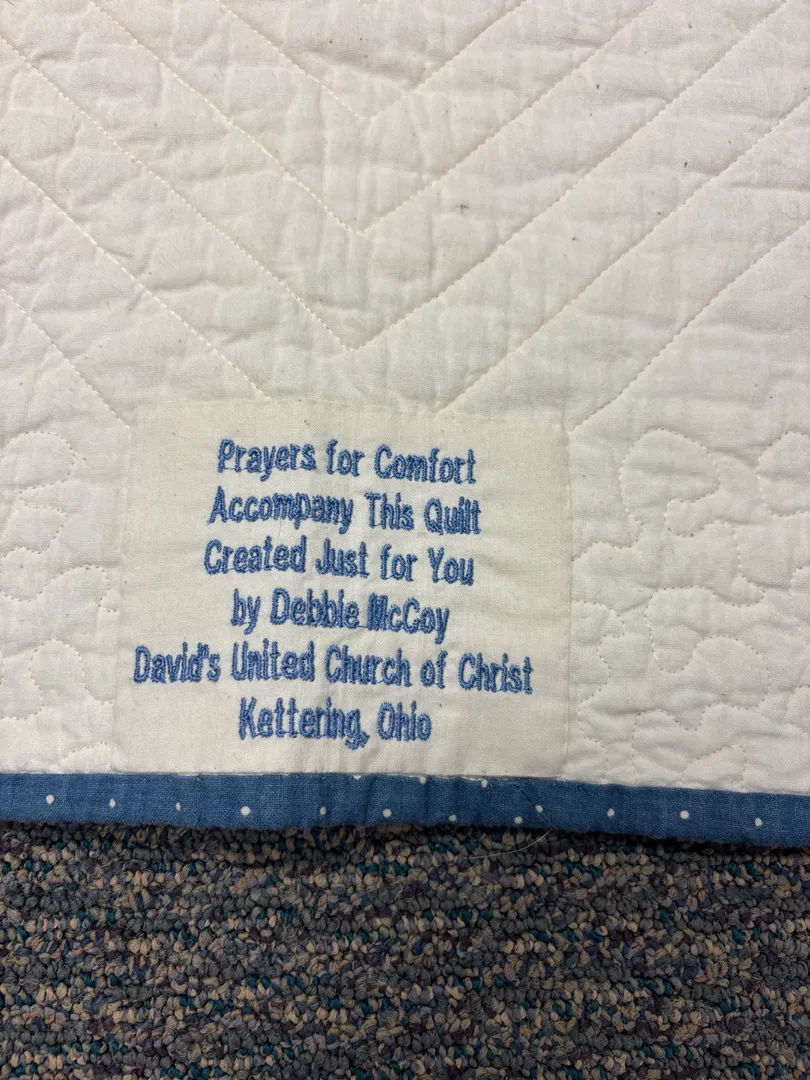 Prayers for Comfort
Accompany This Quilt
Created Just for You
by Debbie McCoy
David's United Church of Christ
Kettering, Ohio